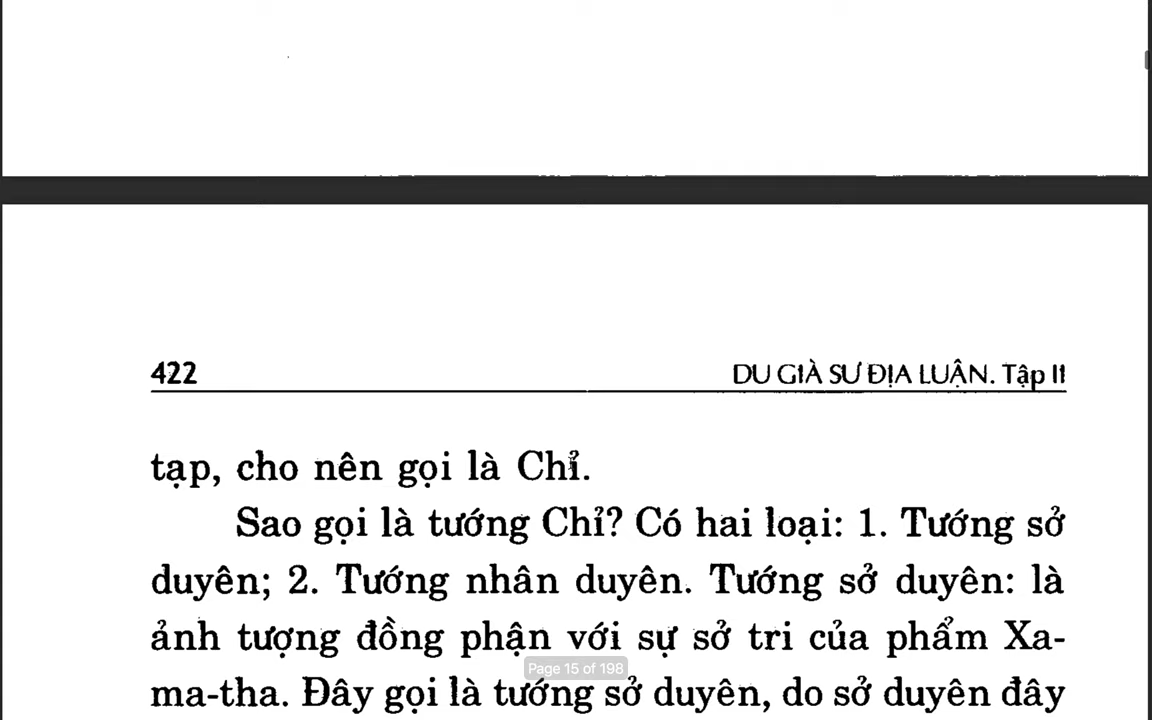 422 DU GIÀ SƯ ĐỊA LUẬN. Tập II
tạp, cho nên gọi là Chỉ.
Sao gọi là tướng Chỉ? Có hai loại: 1. Tướng sở
duyên; 2. Tướng nhân duyên. Tướng sở duyên: là
ảnh tượng đồng phận với sự sở tri của phẩm Xa-
Page 15 of 198
ma-tha. Đây gọi là tướng sở duyên, do sở duyên đây